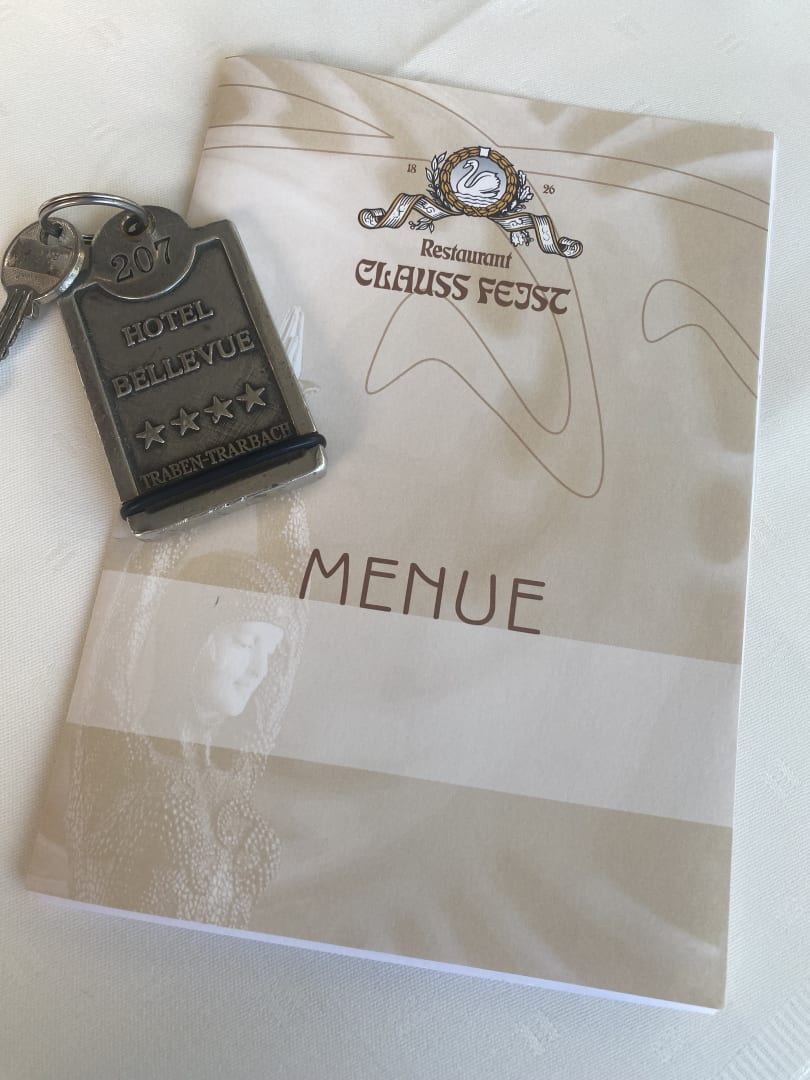 18 26
Restaurant
CLAUSS FEIST
207
HOTEL
BELLEVUE
TRABEN-TRARBACH
MENUE